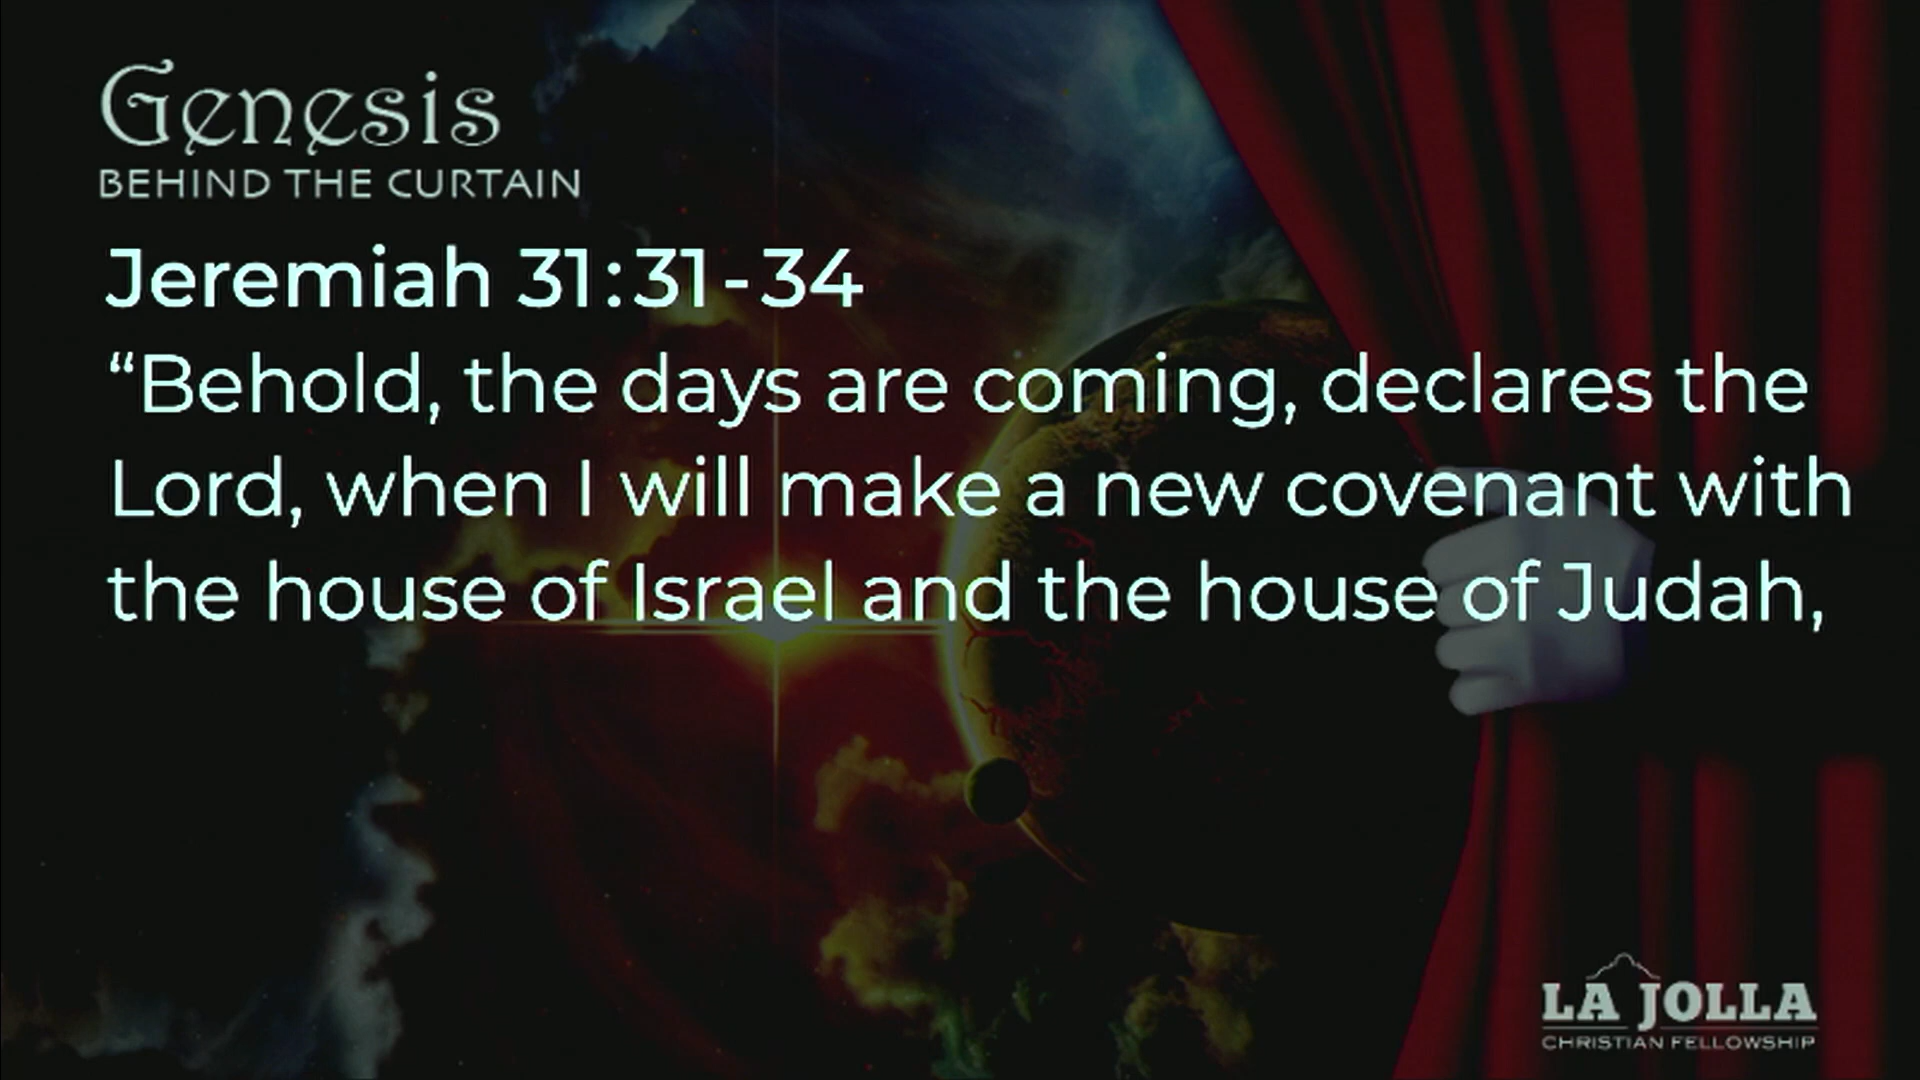 Genesis
BEHIND THE CURTAIN
Jeremiah 31:31-34
“Behold, the days are coming, declares the
Lord, when I will make a new covenant with
the house of Israel and the house of Judah,
LA JOLLA
CHRISTIAN FELLOWSHIP